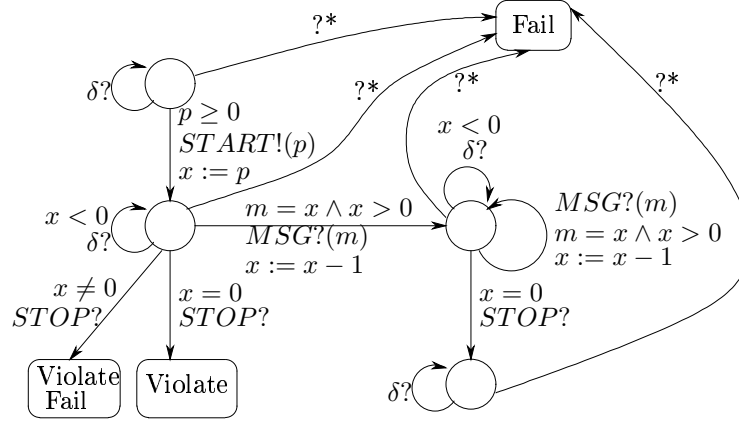 ?*
Fail
δ?
?*
?*
?*
p ≥ 0
START!(p)
x := p
x < 0
δ?
x < 0
δ?
m = x ∧ x > 0
MSG?(m)
x := x − 1
MSG?(m)
m = x ∧ x > 0
x := x − 1
x ≠ 0
STOP?
x = 0
STOP?
x = 0
STOP?
Violate
Fail
Violate
δ?